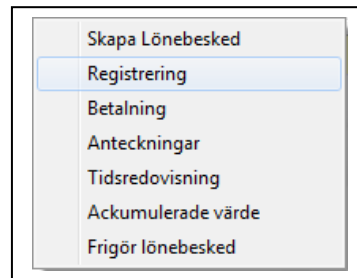 Skapa Lönebesked
Registrering
Betalning
Anteckningar
Tidsredovisning
Ackumulerade värde
Frigör lönebesked